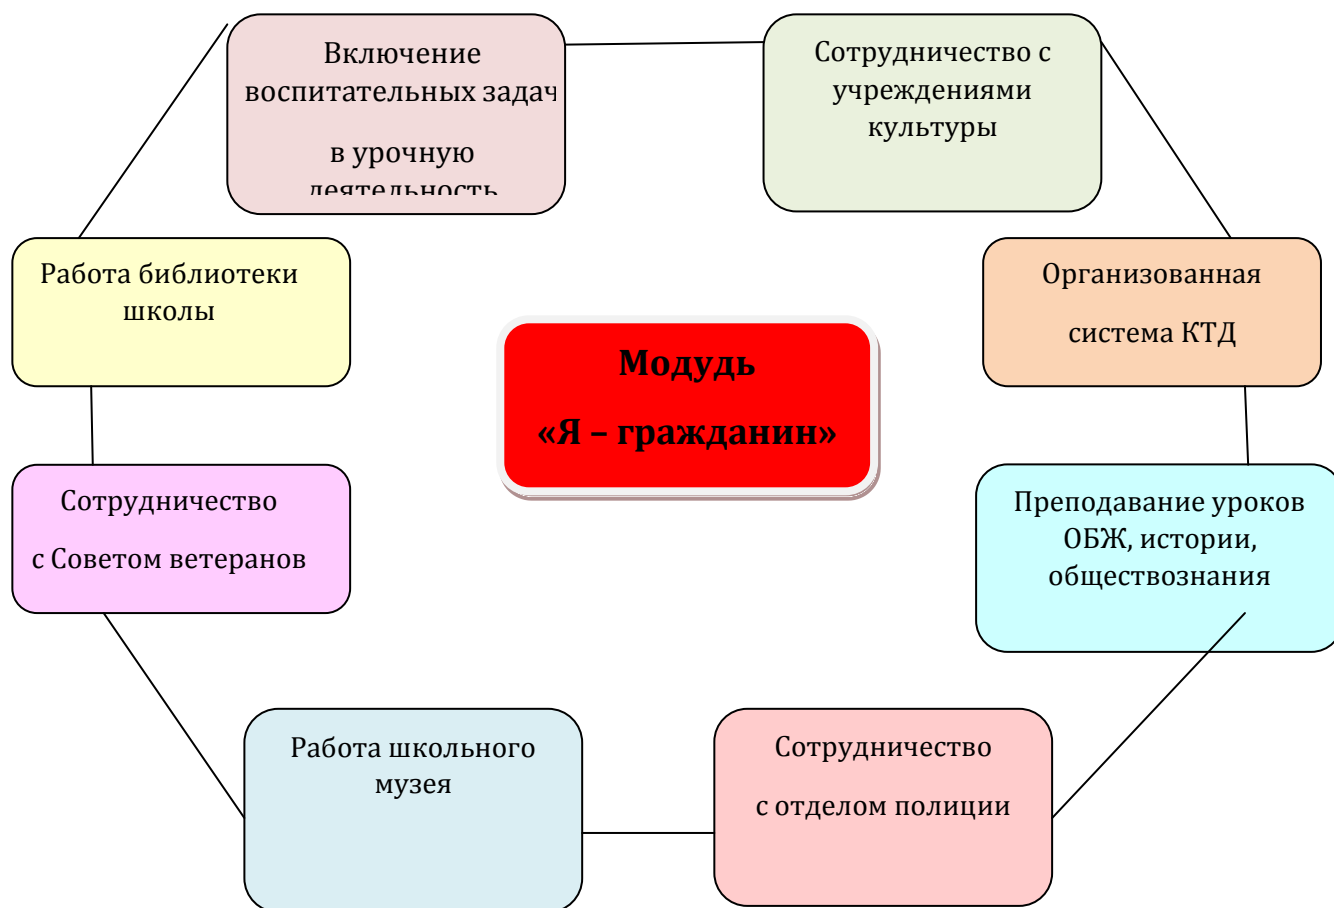 Включение
воспитательных задач
в урочную
деятельность
Сотрудничество с
учреждениями
культуры
Работа библиотеки
школы
Организованная
система КТД
Модудь
«Я – гражданин»
Сотрудничество
с Советом ветеранов
Преподавание уроков
ОБЖ, истории,
обществознания
Работа школьного
музея
Сотрудничество
с отделом полиции